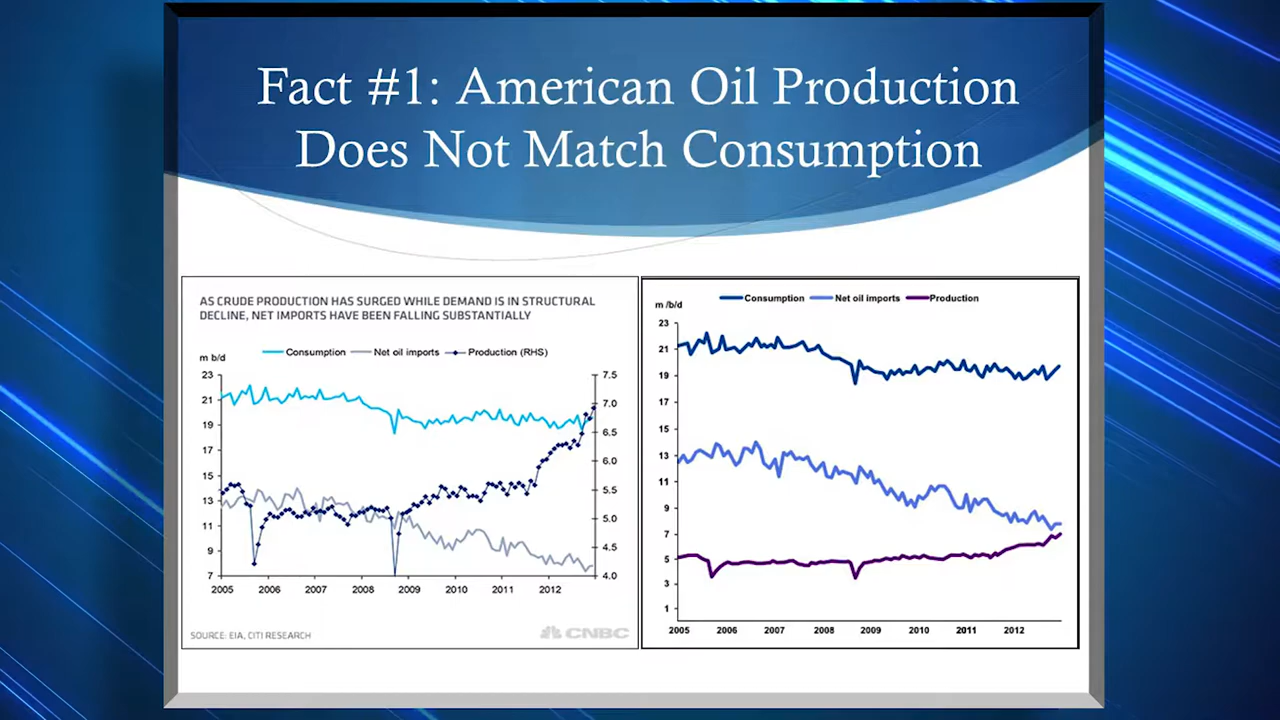 Fact #1: American Oil Production
Does Not Match Consumption
AS CRUDE PRODUCTION HAS SURGED WHILE DEMAND IS IN STRUCTURAL
DECLINE, NET IMPORTS HAVE BEEN FALLING SUBSTANTIALLY
m b/d
Consumption
Net oil imports
Production (RHS)
23
21
19
17
15
13
11
9
7
7.5
7.0
6.5
6.0
5.5
5.0
4.5
4.0
2005 2006 2007 2008 2009 2010 2011 2012
SOURCE: EIA, CITI RESEARCH
CNBC
m /b/d
Consumption
Net oil imports
Production
23
21
19
17
15
13
11
9
7
5
3
1
2005 2006 2007 2008 2009 2010 2011 2012